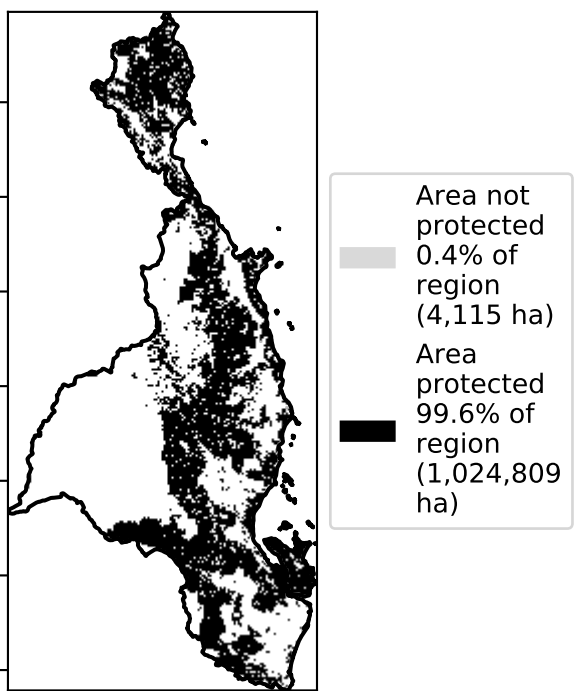 Area not
protected
0.4% of
region
(4,115 ha)
Area
protected
99.6% of
region
(1,024,809
ha)